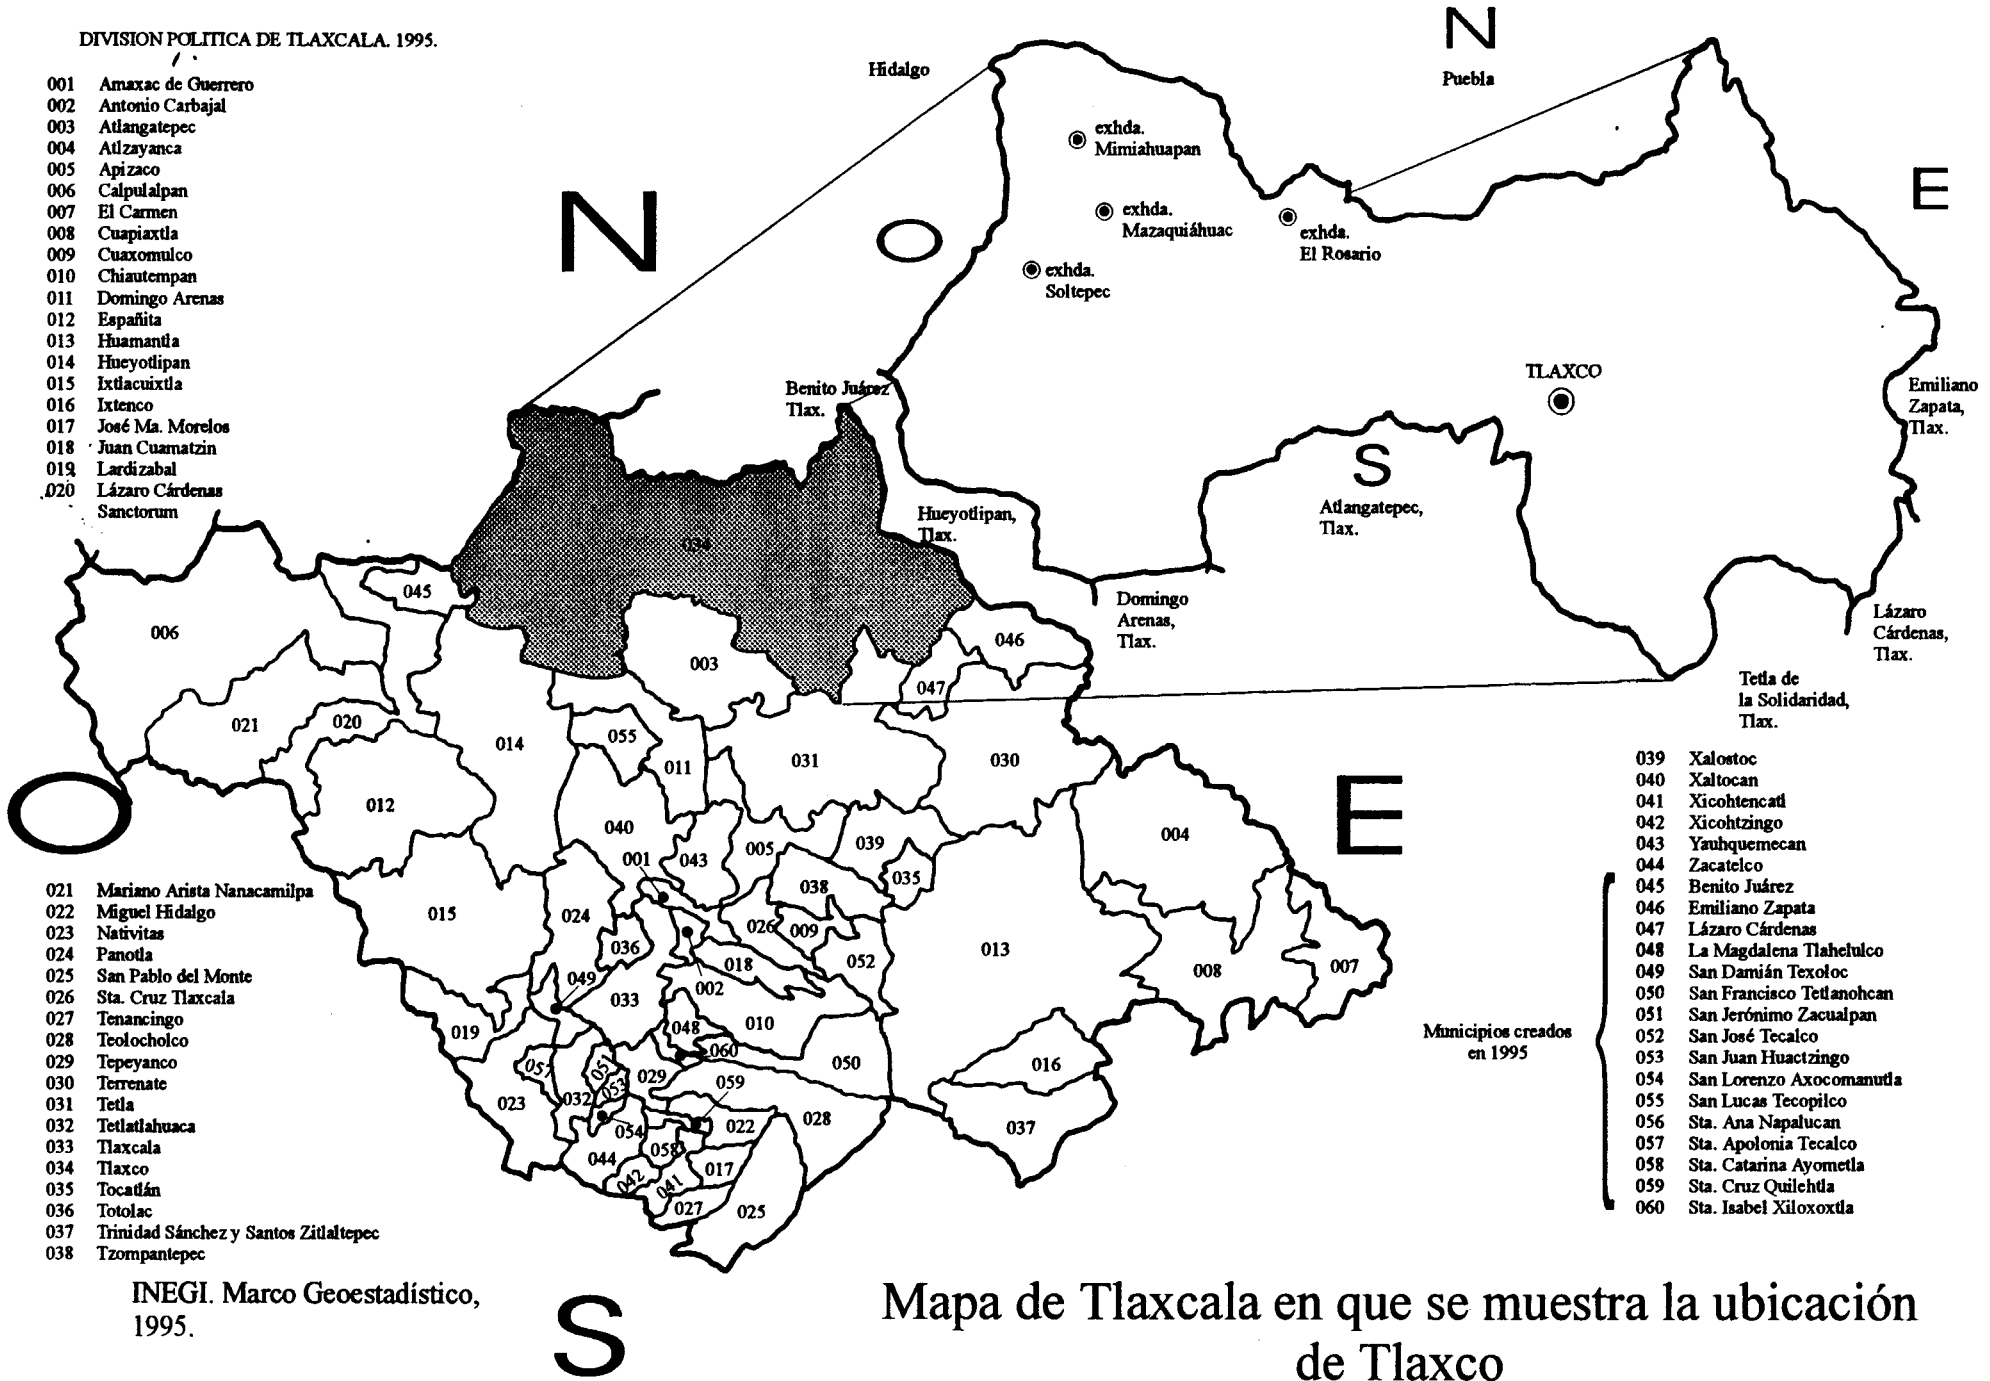 DIVISION POLITICA DE TLAXCALA. 1995.
001 Amaxac de Guerrero
002 Antonio Carbajal
003 Atlangatepec
004 Atlzayanca
005 Apizaco
006 Calpulalpan
007 El Carmen
008 Cuapiaxtla
009 Cuaxomulco
010 Chiautempan
011 Domingo Arenas
012 Españita
013 Huamantla
014 Hueyotlipan
015 Ixtlacuixtla
016 Ixtenco
017 José Ma. Morelos
018 Juan Cuamatzin
019 Lardizabal
020 Lázaro Cárdenas
Sanctorum
021 Mariano Arista Nanacamilpa
022 Miguel Hidalgo
023 Nativitas
024 Panotla
025 San Pablo del Monte
026 Sta. Cruz Tlaxcala
027 Tenancingo
028 Teolocholco
029 Tepeyanco
030 Terrenate
031 Tetla
032 Tetlatlahuaca
033 Tlaxcala
034 Tlaxco
035 Tocatlán
036 Totolac
037 Trinidad Sánchez y Santos Zitlaltepec
038 Tzompantepec
039 Xalostoc
040 Xaltocan
041 Xicohtencatl
042 Xicohtzingo
043 Yauhquemecan
044 Zacatelco
045 Benito Juárez
046 Emiliano Zapata
047 Lázaro Cárdenas
048 La Magdalena Tlahelulco
049 San Damián Texoloc
050 San Francisco Tetlanohcan
051 San Jerónimo Zacualpan
052 San José Tecalco
053 San Juan Huactzingo
054 San Lorenzo Axocomanutla
055 San Lucas Tecopilco
056 Sta. Ana Napalucan
057 Sta. Apolonia Tecalco
058 Sta. Catarina Ayometla
059 Sta. Cruz Quilehtla
060 Sta. Isabel Xiloxoxtla
Municipios creados
en 1995
N
O
E
S
N
O
E
S
Hidalgo
Puebla
exhda.
Mimiahuapan
exhda.
Mazaquiáhuac
exhda.
El Rosario
exhda.
Soltepec
TLAXCO
Benito Juárez
Tlax.
Emiliano
Zapata,
Tlax.
Hueyotlipan,
Tlax.
Atlangatepec,
Tlax.
Domingo
Arenas,
Tlax.
Lázaro
Cárdenas,
Tlax.
Tetla de
la Solidaridad,
Tlax.
034
045
006
046
003
047
021
020
014
055
011
031
030
012
040
001
043
005
039
004
035
038
015
024
026
009
036
013
052
018
008
007
049
002
033
048
010
019
060
050
016
057
051
029
059
053
023
032
028
054
022
037
058
044
017
042
041
027
025
INEGI. Marco Geoestadístico,
1995.
Mapa de Tlaxcala en que se muestra la ubicación
de Tlaxco